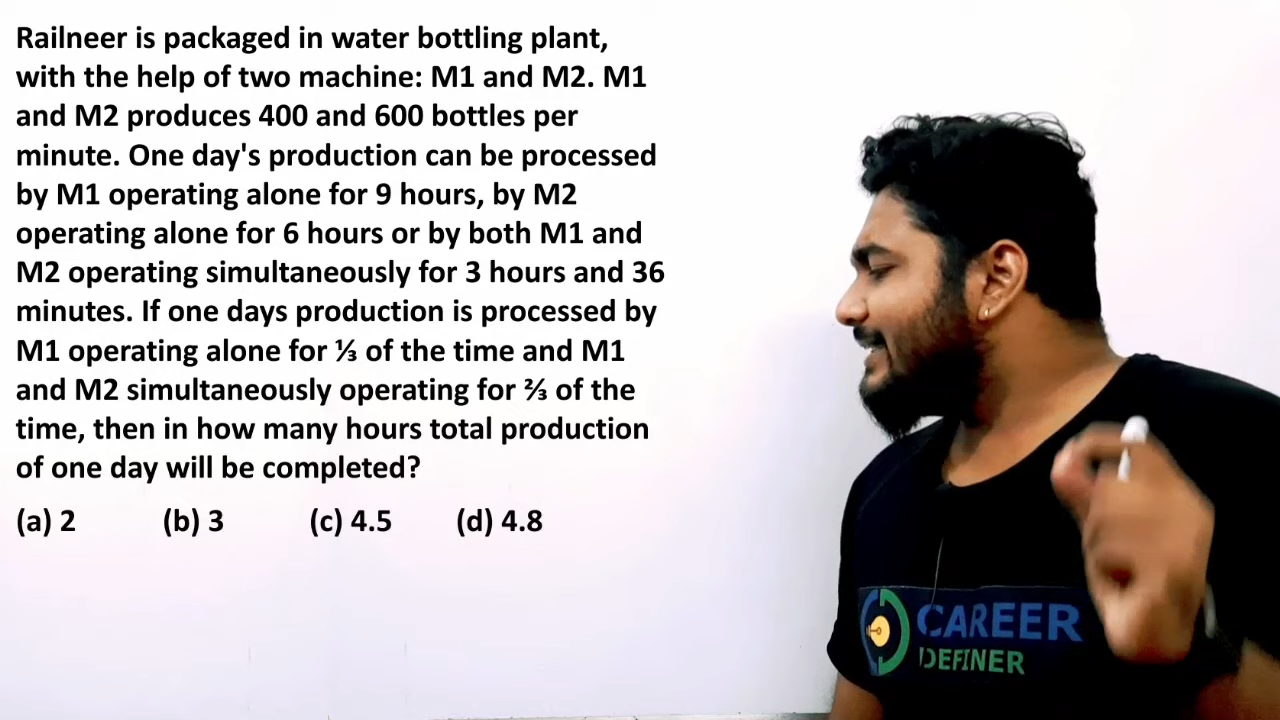 Railneer is packaged in water bottling plant,
with the help of two machine: M1 and M2. M1
and M2 produces 400 and 600 bottles per
minute. One day's production can be processed
by M1 operating alone for 9 hours, by M2
operating alone for 6 hours or by both M1 and
M2 operating simultaneously for 3 hours and 36
minutes. If one days production is processed by
M1 operating alone for ⅓ of the time and M1
and M2 simultaneously operating for ⅔ of the
time, then in how many hours total production
of one day will be completed?
(a) 2 (b) 3 (c) 4.5 (d) 4.8
CAREER
DEFINER